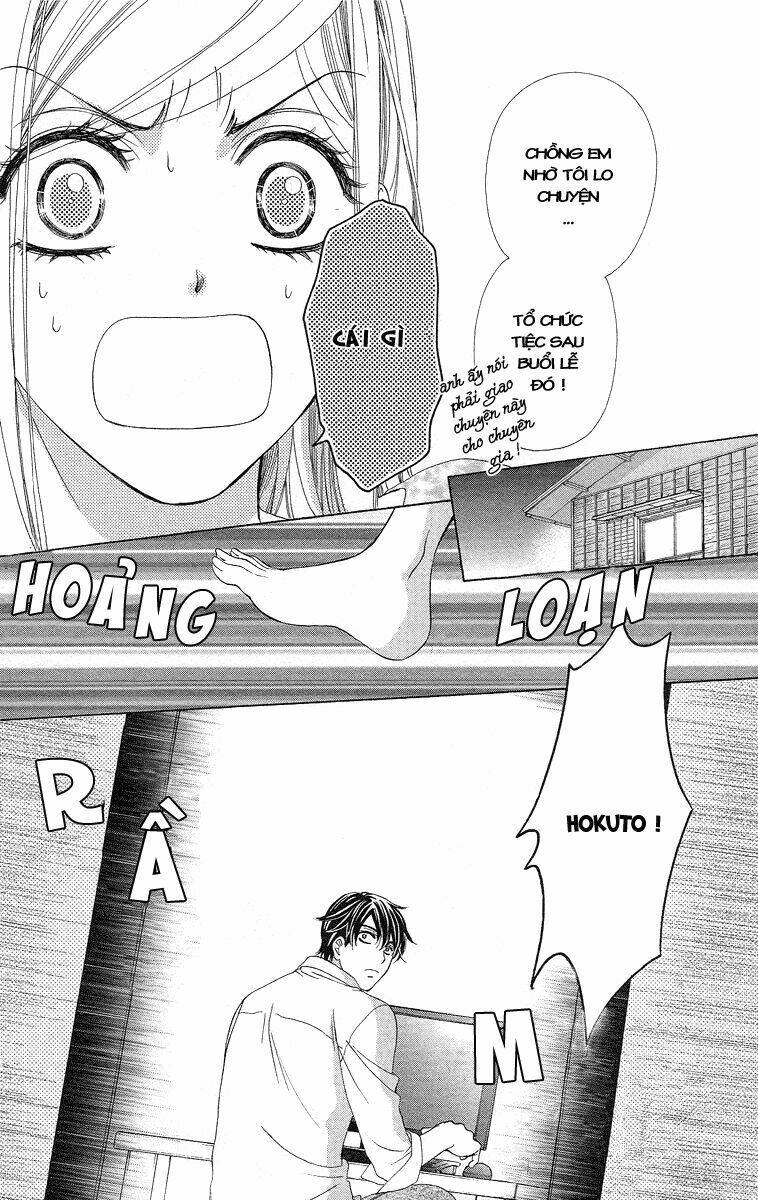 CHỒNG EM
NHỜ TÔI LO
CHUYỆN
...
TỔ CHỨC
TIỆC SAU
BUỔI LỄ
ĐÓ !
anh ấy nói
phải giao
chuyện này
cho chuyên
gia !
CÁI GÌ
HOẢNG
LOẠN
HOKUTO !
RẦM